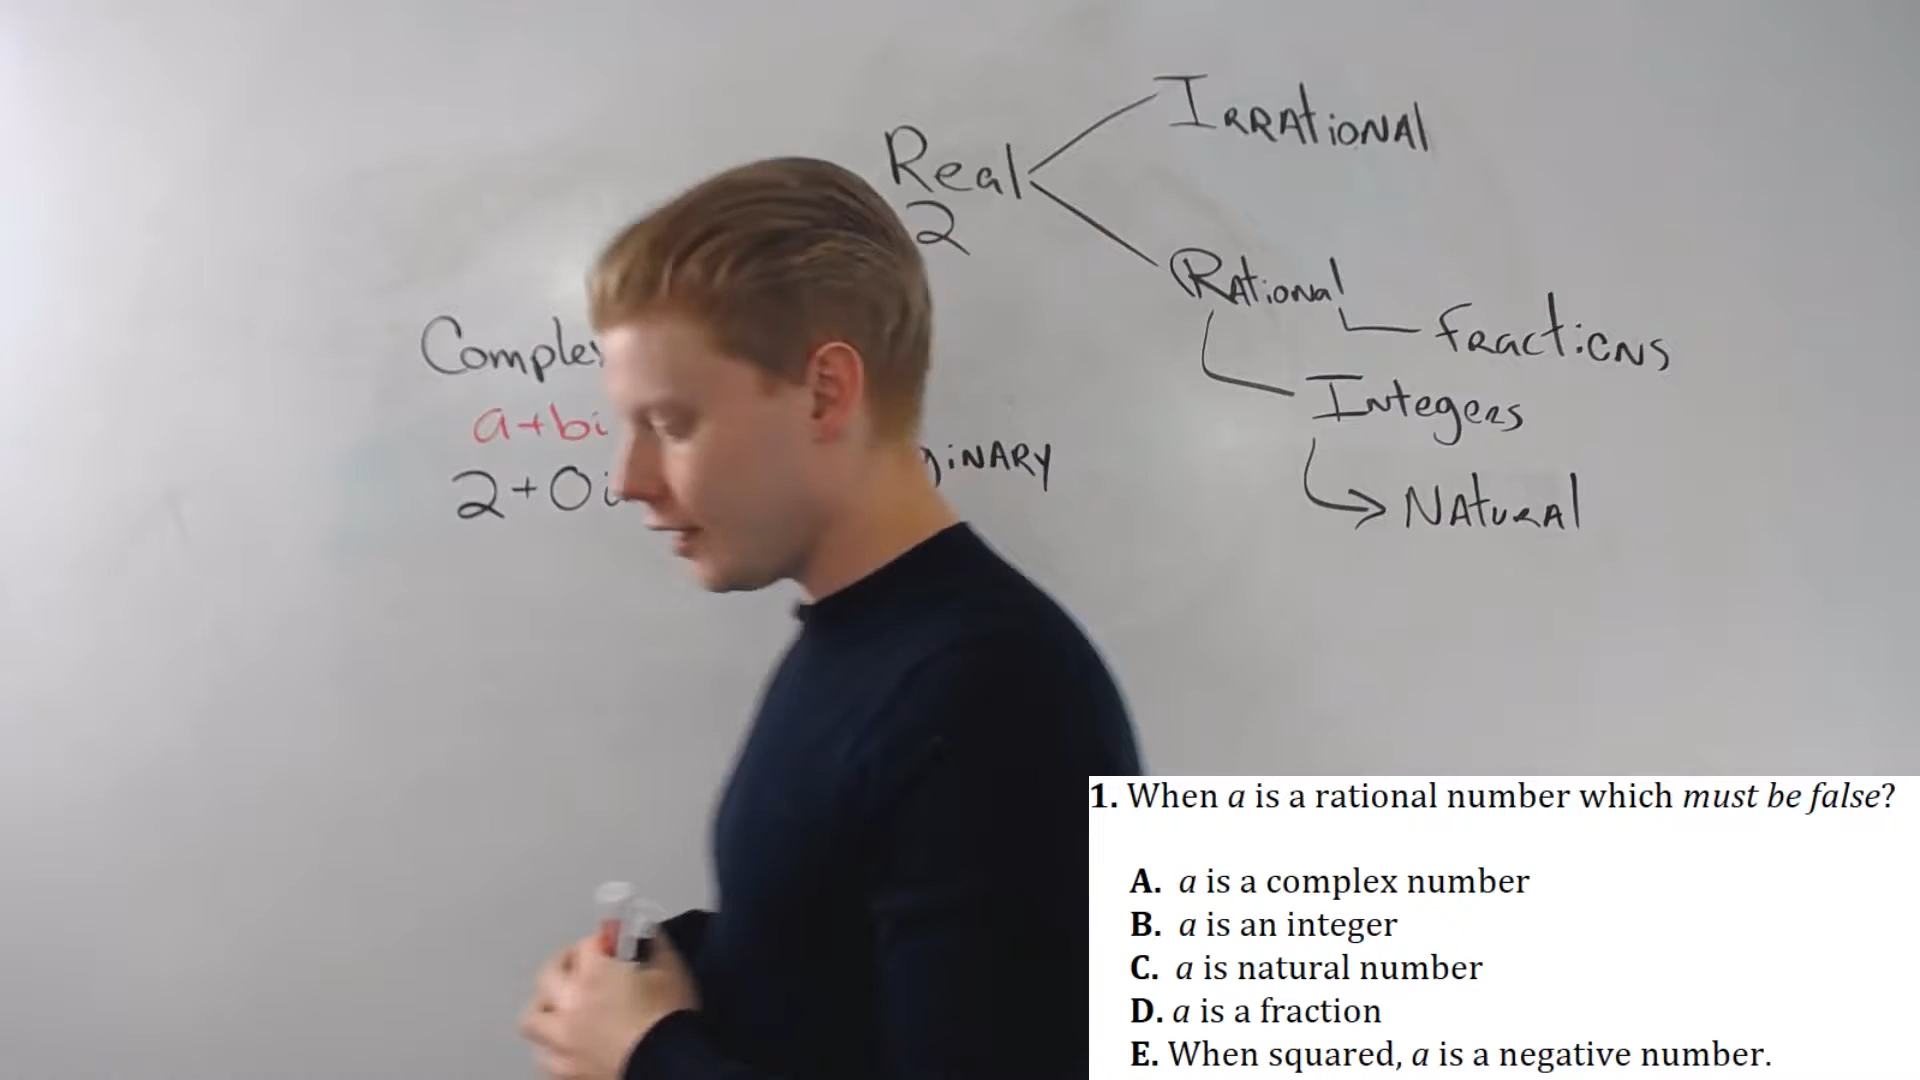 Irrational
Real
2
Rational
Fractions
Complex
Integers
a+bi
2+0i
Natural
1. When a is a rational number which must be false?
A. a is a complex number
B. a is an integer
C. a is natural number
D. a is a fraction
E. When squared, a is a negative number.